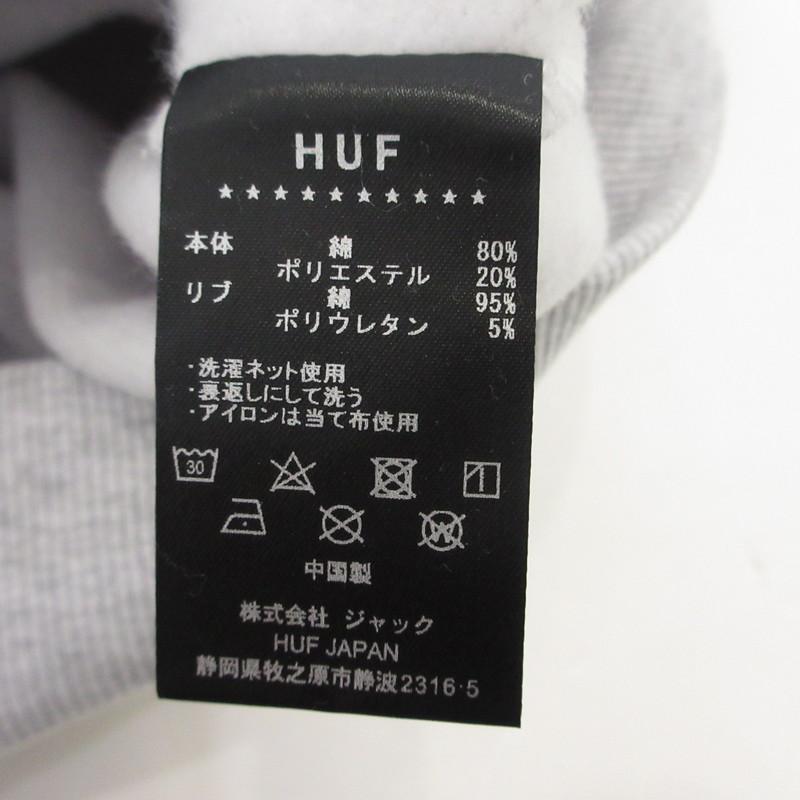 HUF
★★★★★★★★★★
本体 綿 80%
ポリエステル 20%
リブ 綿 95%
ポリウレタン 5%
・洗濯ネット使用
・裏返しにして洗う
・アイロンは当て布使用
30
W
中国製
株式会社 ジャック
HUF JAPAN
静岡県牧之原市静波2316-5